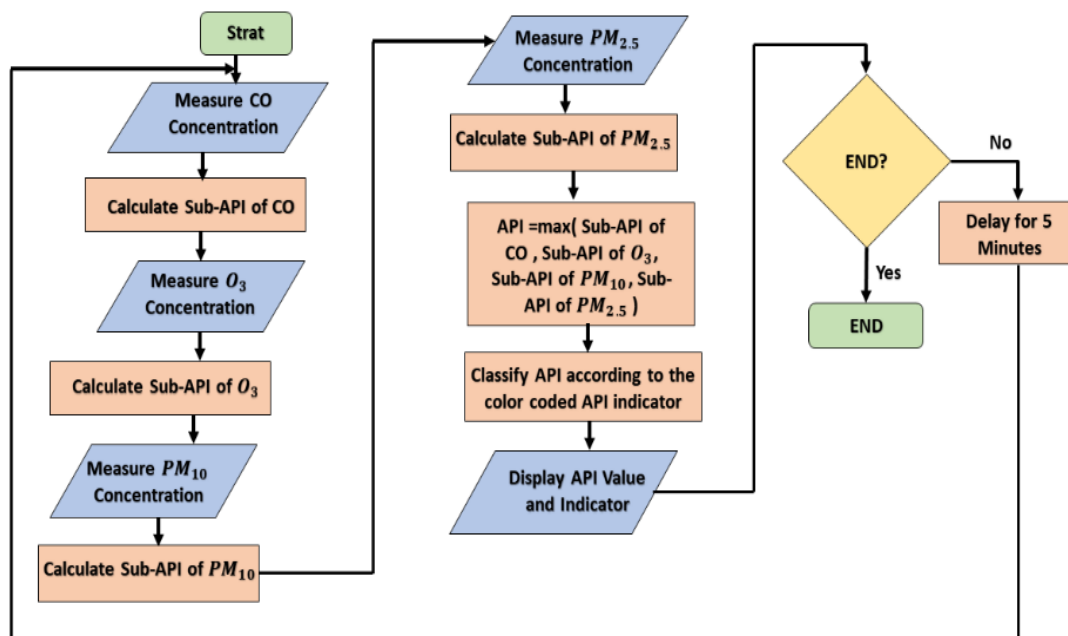 Strat
Measure CO
Concentration
Calculate Sub-API of CO
Measure O₃
Concentration
Calculate Sub-API of O₃
Measure PM₁₀
Concentration
Calculate Sub-API of PM₁₀
Measure PM₂.₅
Concentration
Calculate Sub-API of PM₂.₅
API =max( Sub-API of
CO , Sub-API of O₃,
Sub-API of PM₁₀, Sub-
API of PM₂.₅ )
Classify API according to the
color coded API indicator
Display API Value
and Indicator
END?
No
Delay for 5
Minutes
Yes
END